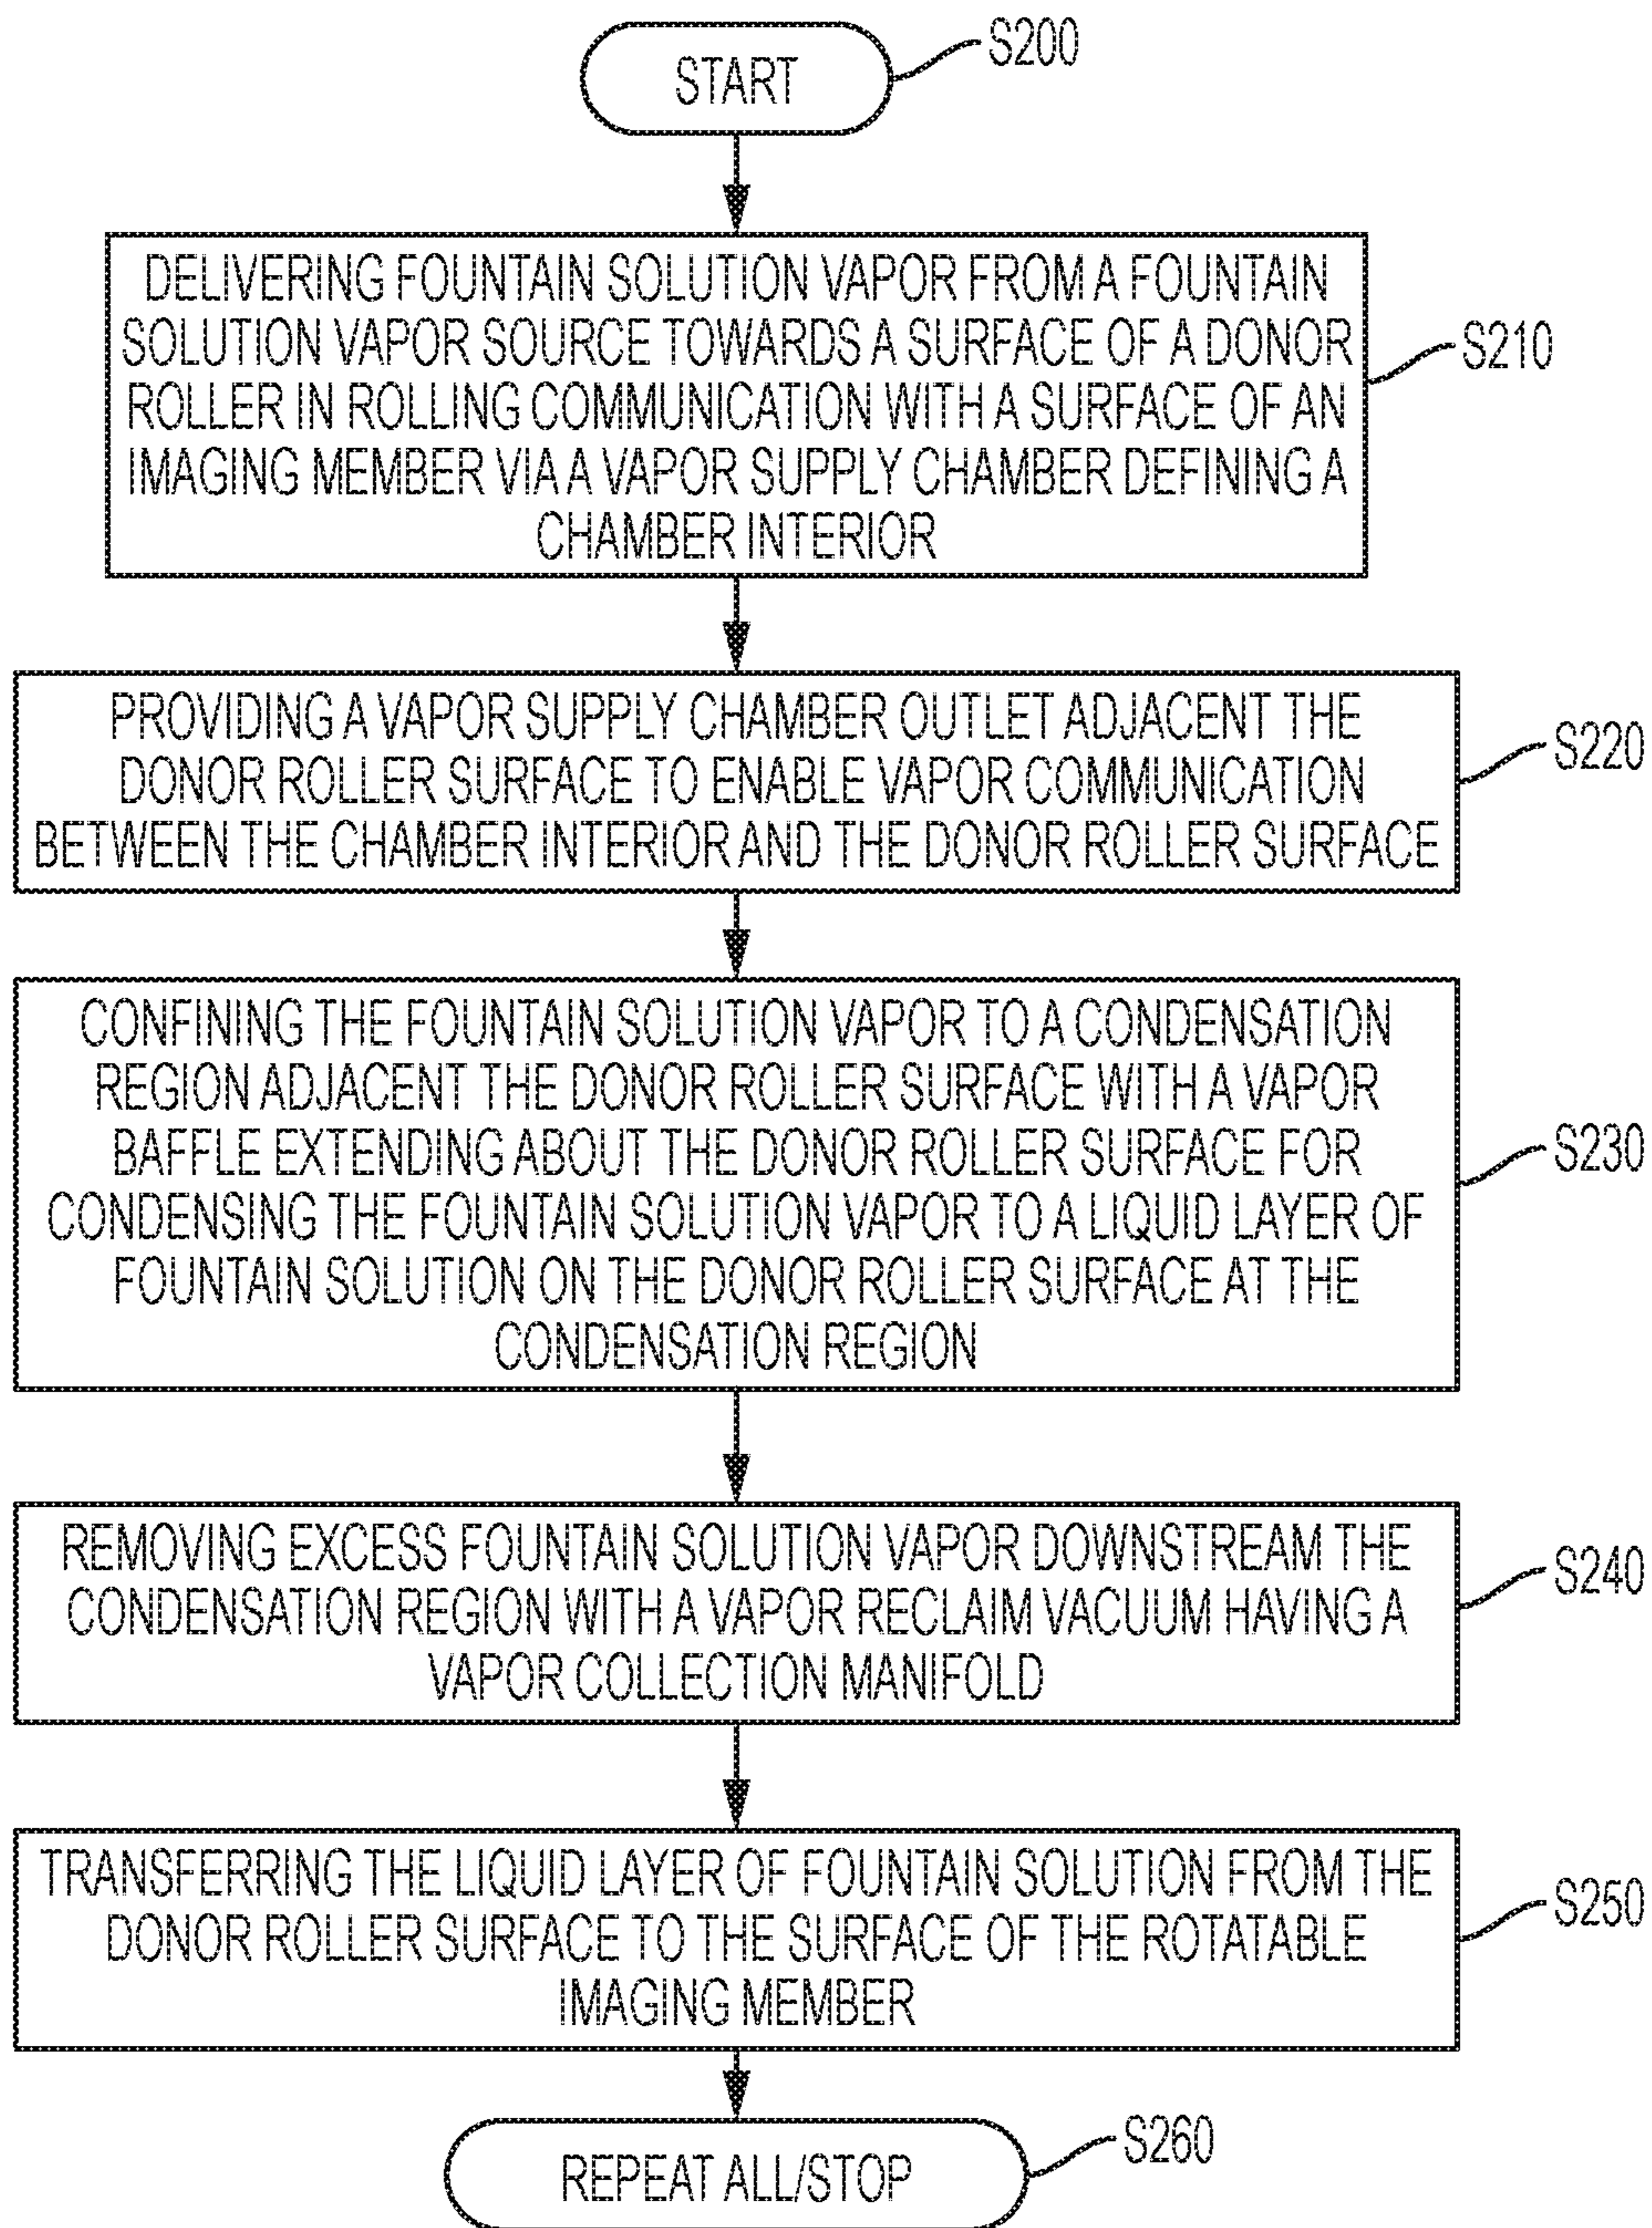 START
S200
DELIVERING FOUNTAIN SOLUTION VAPOR FROM A FOUNTAIN
SOLUTION VAPOR SOURCE TOWARDS A SURFACE OF A DONOR
ROLLER IN ROLLING COMMUNICATION WITH A SURFACE OF AN
IMAGING MEMBER VIA A VAPOR SUPPLY CHAMBER DEFINING A
CHAMBER INTERIOR
S210
PROVIDING A VAPOR SUPPLY CHAMBER OUTLET ADJACENT THE
DONOR ROLLER SURFACE TO ENABLE VAPOR COMMUNICATION
BETWEEN THE CHAMBER INTERIOR AND THE DONOR ROLLER SURFACE
S220
CONFINING THE FOUNTAIN SOLUTION VAPOR TO A CONDENSATION
REGION ADJACENT THE DONOR ROLLER SURFACE WITH A VAPOR
BAFFLE EXTENDING ABOUT THE DONOR ROLLER SURFACE FOR
CONDENSING THE FOUNTAIN SOLUTION VAPOR TO A LIQUID LAYER OF
FOUNTAIN SOLUTION ON THE DONOR ROLLER SURFACE AT THE
CONDENSATION REGION
S230
REMOVING EXCESS FOUNTAIN SOLUTION VAPOR DOWNSTREAM THE
CONDENSATION REGION WITH A VAPOR RECLAIM VACUUM HAVING A
VAPOR COLLECTION MANIFOLD
S240
TRANSFERRING THE LIQUID LAYER OF FOUNTAIN SOLUTION FROM THE
DONOR ROLLER SURFACE TO THE SURFACE OF THE ROTATABLE
IMAGING MEMBER
S250
REPEAT ALL/STOP
S260